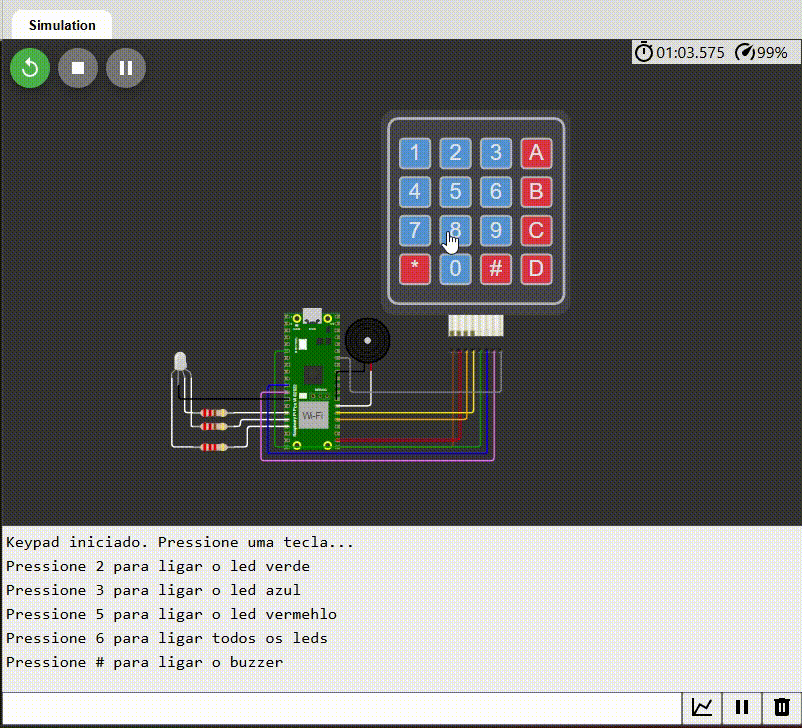 Simulation
01:03.575 99%
1 2 3 A
4 5 6 B
7 8 9 C
* 0 # D
Wi-Fi
Keypad iniciado. Pressione uma tecla...
Pressione 2 para ligar o led verde
Pressione 3 para ligar o led azul
Pressione 5 para ligar o led vermehlo
Pressione 6 para ligar todos os leds
Pressione # para ligar o buzzer